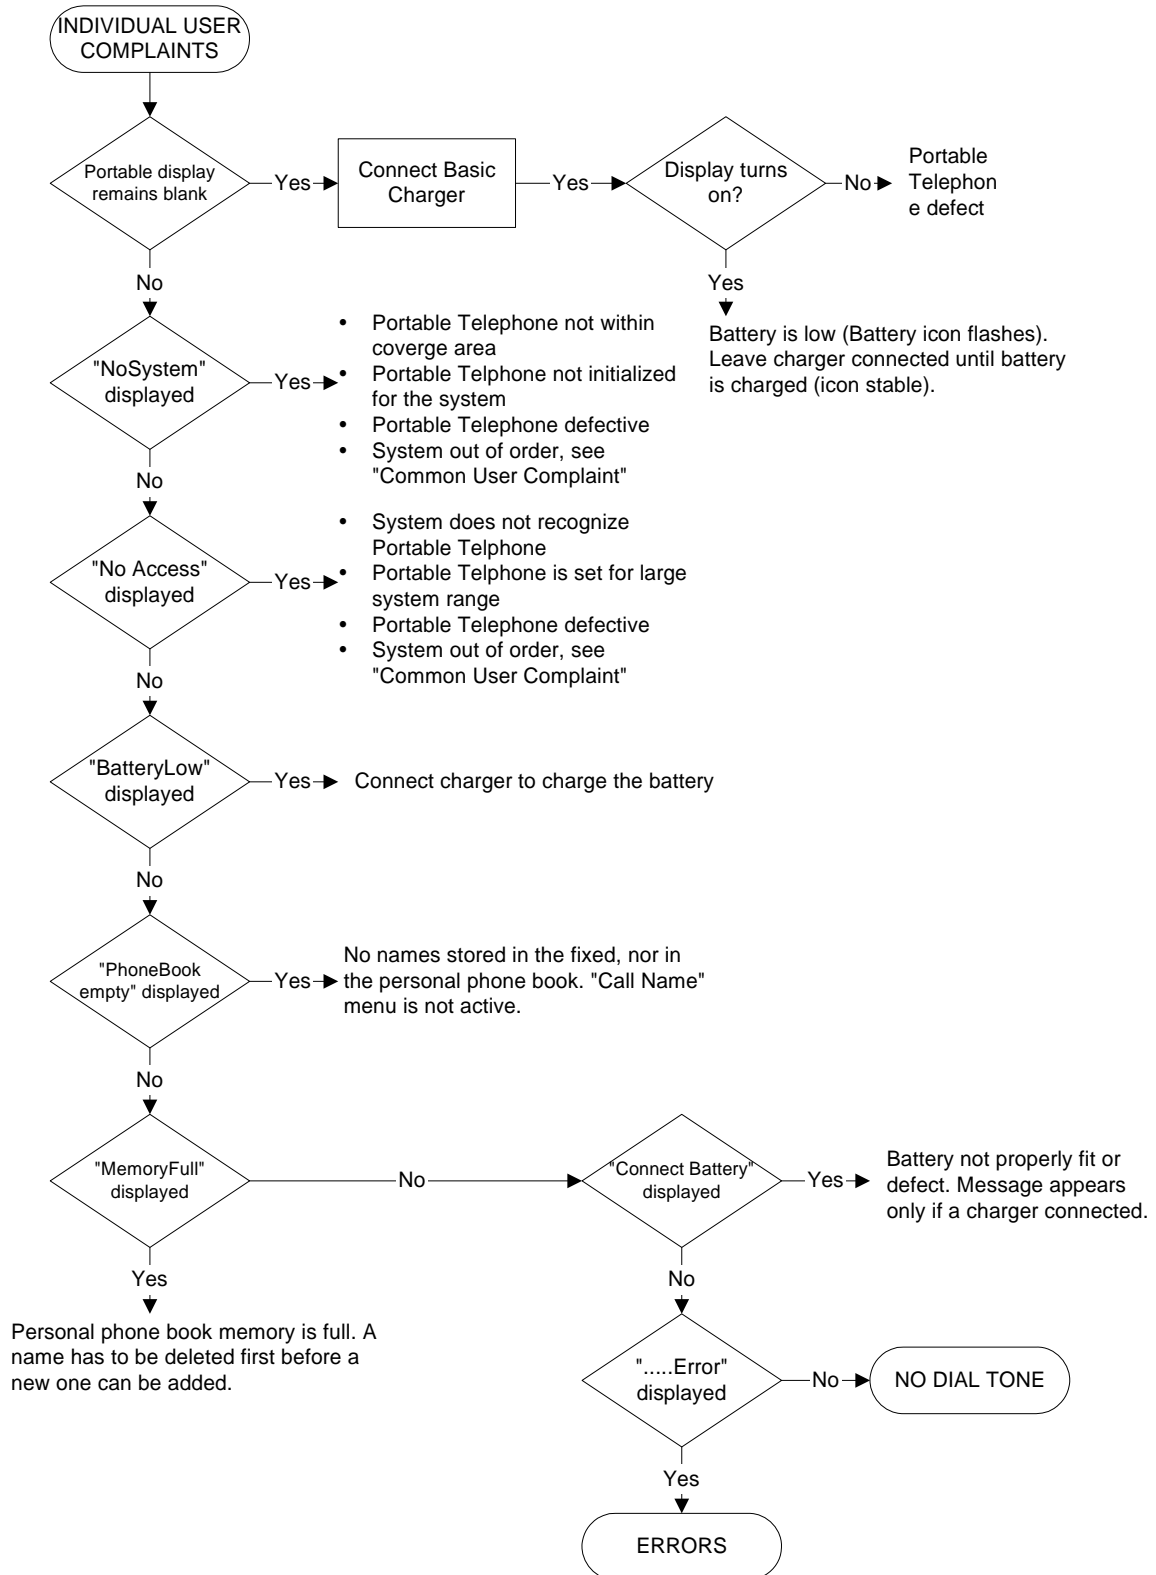 INDIVIDUAL USER
COMPLAINTS
Portable display
remains blank
Yes
Connect Basic
Charger
Yes
Display turns
on?
No
Portable
Telephon
e defect
No
Yes
Battery is low (Battery icon flashes).
Leave charger connected until battery
is charged (icon stable).
"NoSystem"
displayed
Yes
• Portable Telephone not within
coverge area
• Portable Telphone not initialized
for the system
• Portable Telephone defective
• System out of order, see
"Common User Complaint"
No
"No Access"
displayed
Yes
• System does not recognize
Portable Telphone
• Portable Telphone is set for large
system range
• Portable Telephone defective
• System out of order, see
"Common User Complaint"
No
"BatteryLow"
displayed
Yes
Connect charger to charge the battery
No
"PhoneBook
empty" displayed
Yes
No names stored in the fixed, nor in
the personal phone book. "Call Name"
menu is not active.
No
"MemoryFull"
displayed
No
"Connect Battery"
displayed
Yes
Battery not properly fit or
defect. Message appears
only if a charger connected.
Yes
Personal phone book memory is full. A
name has to be deleted first before a
new one can be added.
No
".....Error"
displayed
No
NO DIAL TONE
Yes
ERRORS